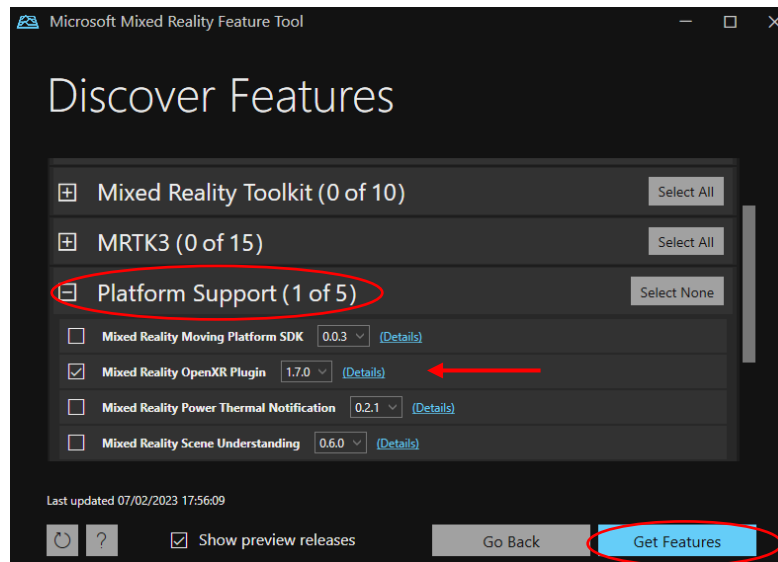 Microsoft Mixed Reality Feature Tool
Discover Features
Mixed Reality Toolkit (0 of 10) Select All
MRTK3 (0 of 15) Select All
Platform Support (1 of 5) Select None
Mixed Reality Moving Platform SDK 0.0.3 (Details)
Mixed Reality OpenXR Plugin 1.7.0 (Details)
Mixed Reality Power Thermal Notification 0.2.1 (Details)
Mixed Reality Scene Understanding 0.6.0 (Details)
Last updated 07/02/2023 17:56:09
? Show preview releases Go Back Get Features